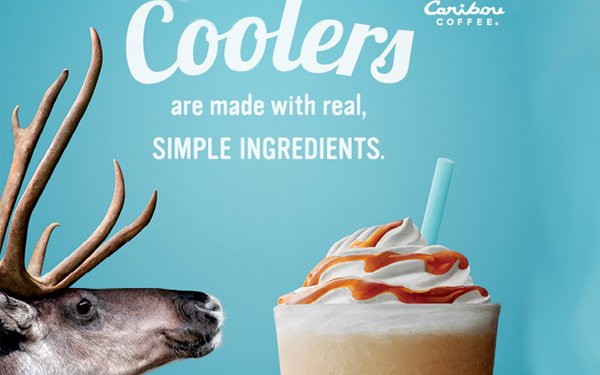 Coolers
Caribou
COFFEE®
are made with real,
SIMPLE INGREDIENTS.